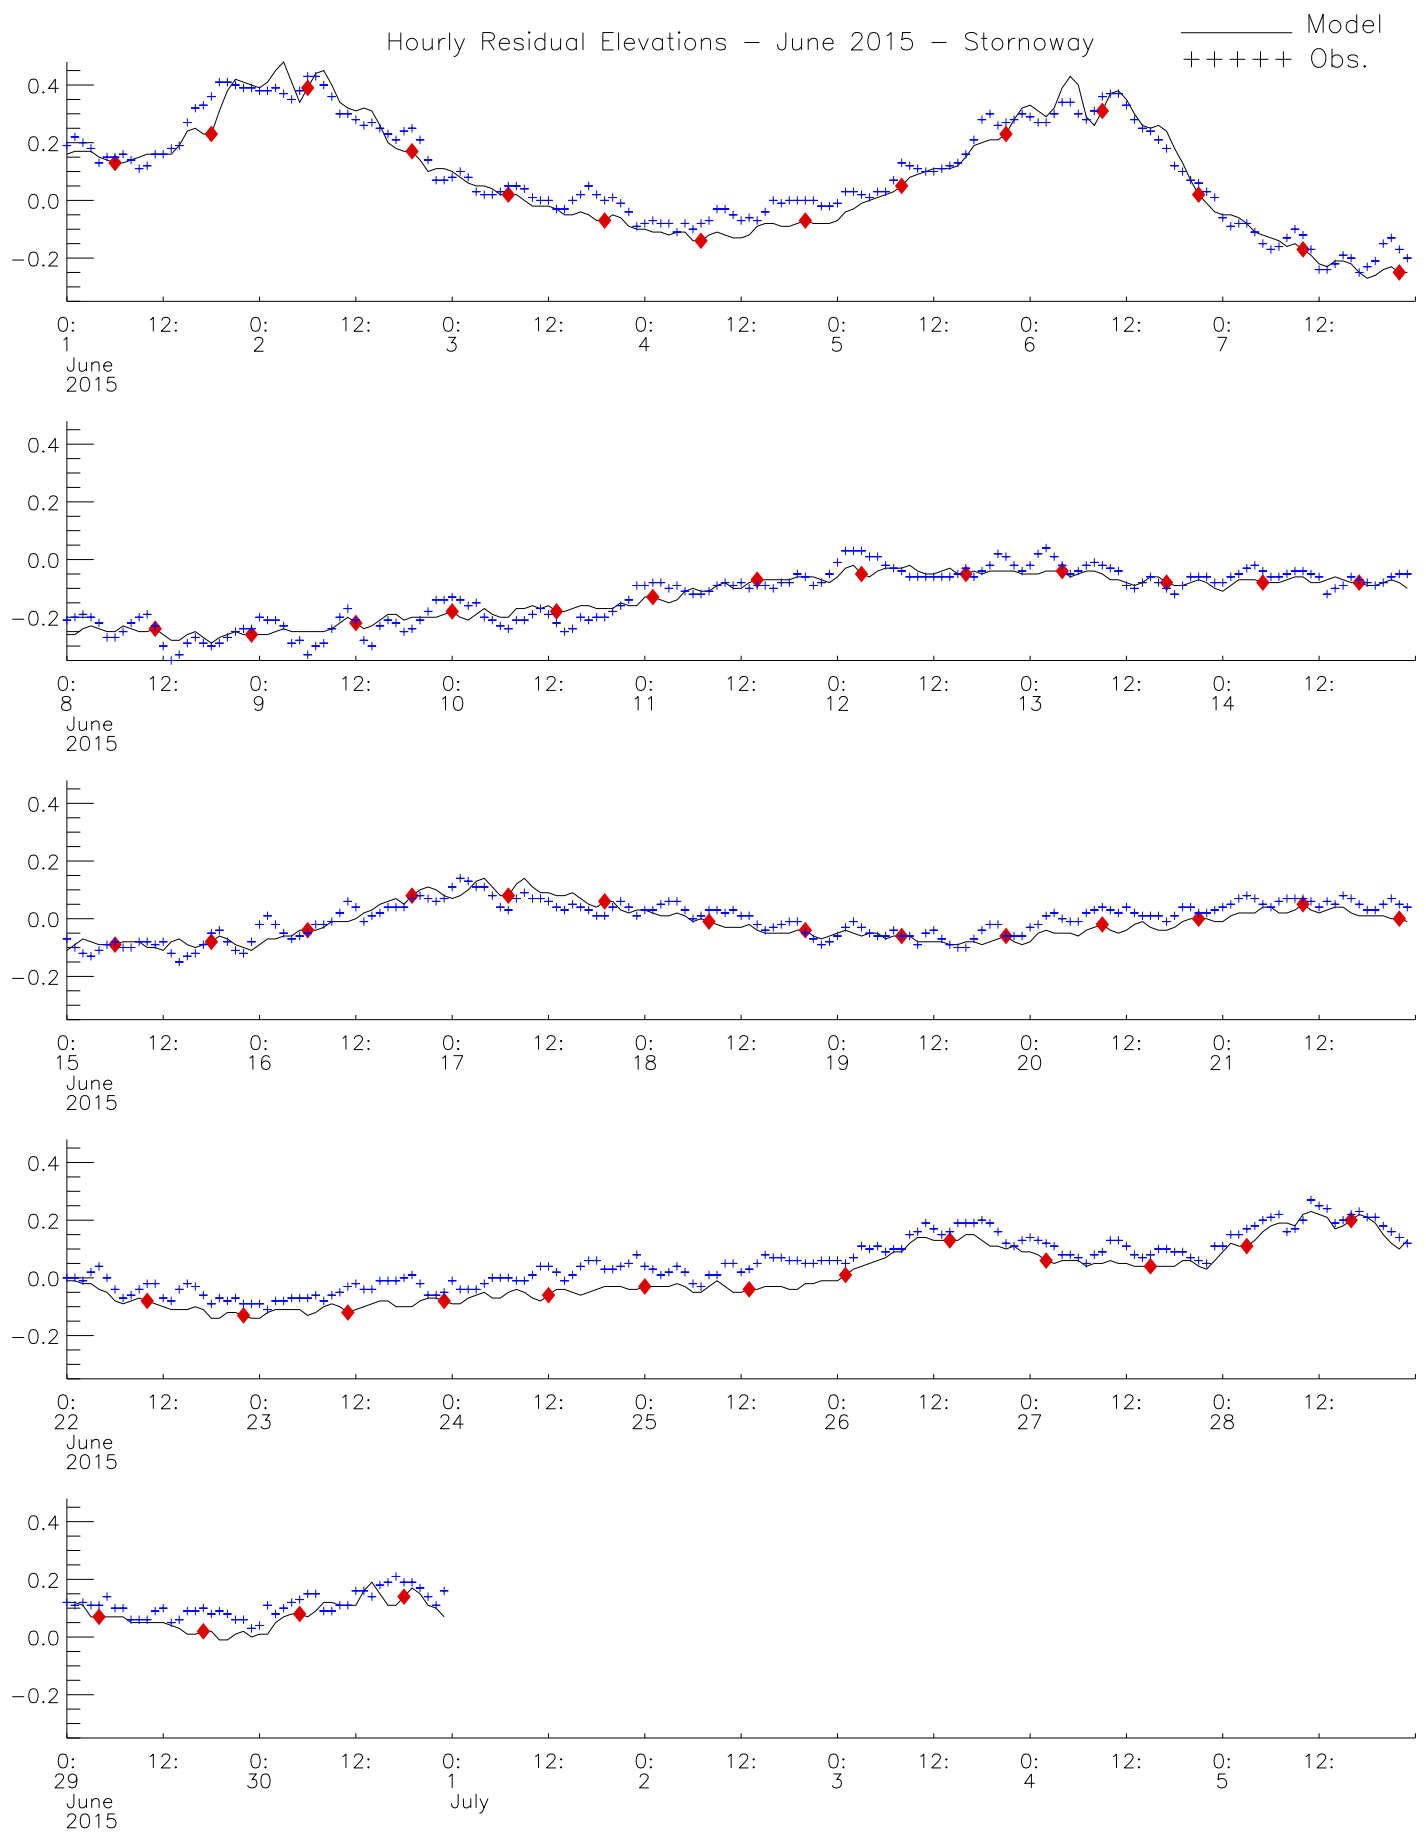 Hourly Residual Elevations – June 2015 – Stornoway
Model
+++++ Obs.
0.4
0.2
0.0
−0.2
0: 12: 0: 12: 0: 12: 0: 12: 0: 12: 0: 12: 0: 12:
1 2 3 4 5 6 7
June
2015
0.4
0.2
0.0
−0.2
0: 12: 0: 12: 0: 12: 0: 12: 0: 12: 0: 12: 0: 12:
8 9 10 11 12 13 14
June
2015
0.4
0.2
0.0
−0.2
0: 12: 0: 12: 0: 12: 0: 12: 0: 12: 0: 12: 0: 12:
15 16 17 18 19 20 21
June
2015
0.4
0.2
0.0
−0.2
0: 12: 0: 12: 0: 12: 0: 12: 0: 12: 0: 12: 0: 12:
22 23 24 25 26 27 28
June
2015
0.4
0.2
0.0
−0.2
0: 12: 0: 12: 0: 12: 0: 12: 0: 12: 0: 12: 0: 12:
29 30 1 2 3 4 5
June July
2015